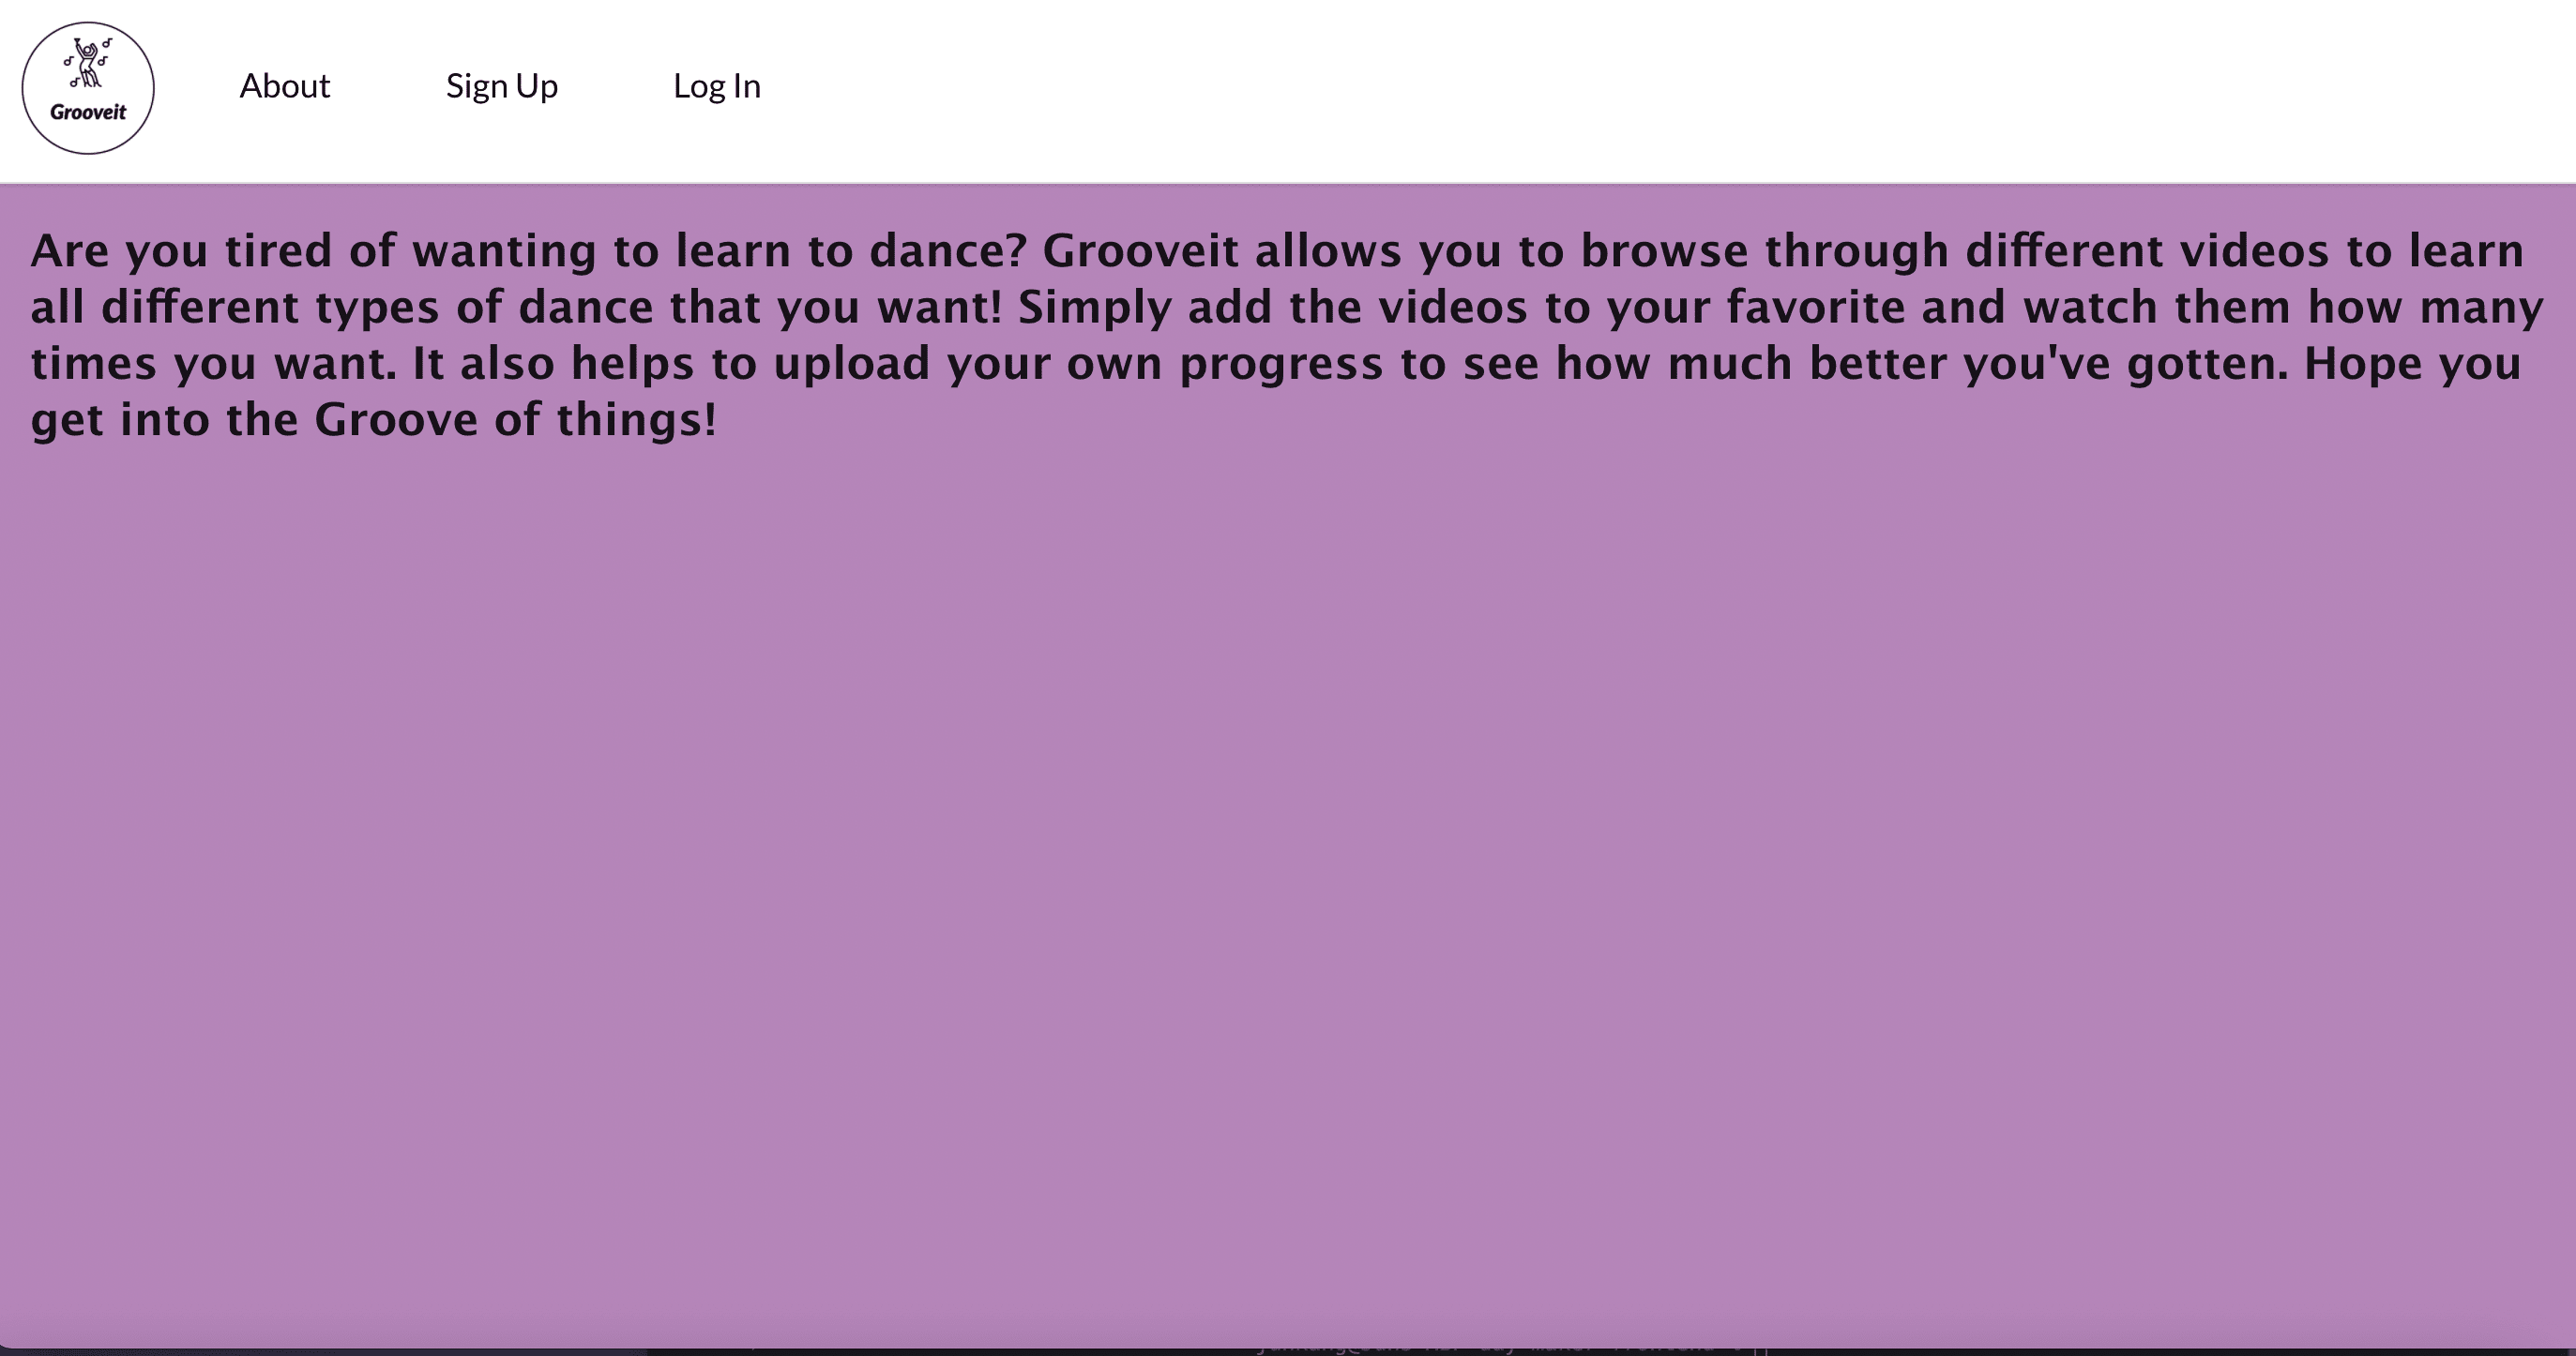 Grooveit
About
Sign Up
Log In
Are you tired of wanting to learn to dance? Grooveit allows you to browse through different videos to learn
all different types of dance that you want! Simply add the videos to your favorite and watch them how many
times you want. It also helps to upload your own progress to see how much better you've gotten. Hope you
get into the Groove of things!